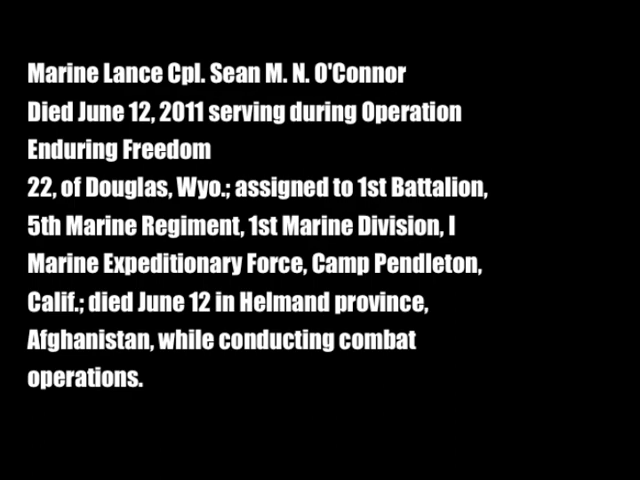 Marine Lance Cpl. Sean M. N. O'Connor
Died June 12, 2011 serving during Operation
Enduring Freedom
22, of Douglas, Wyo.; assigned to 1st Battalion,
5th Marine Regiment, 1st Marine Division, I
Marine Expeditionary Force, Camp Pendleton,
Calif.; died June 12 in Helmand province,
Afghanistan, while conducting combat
operations.